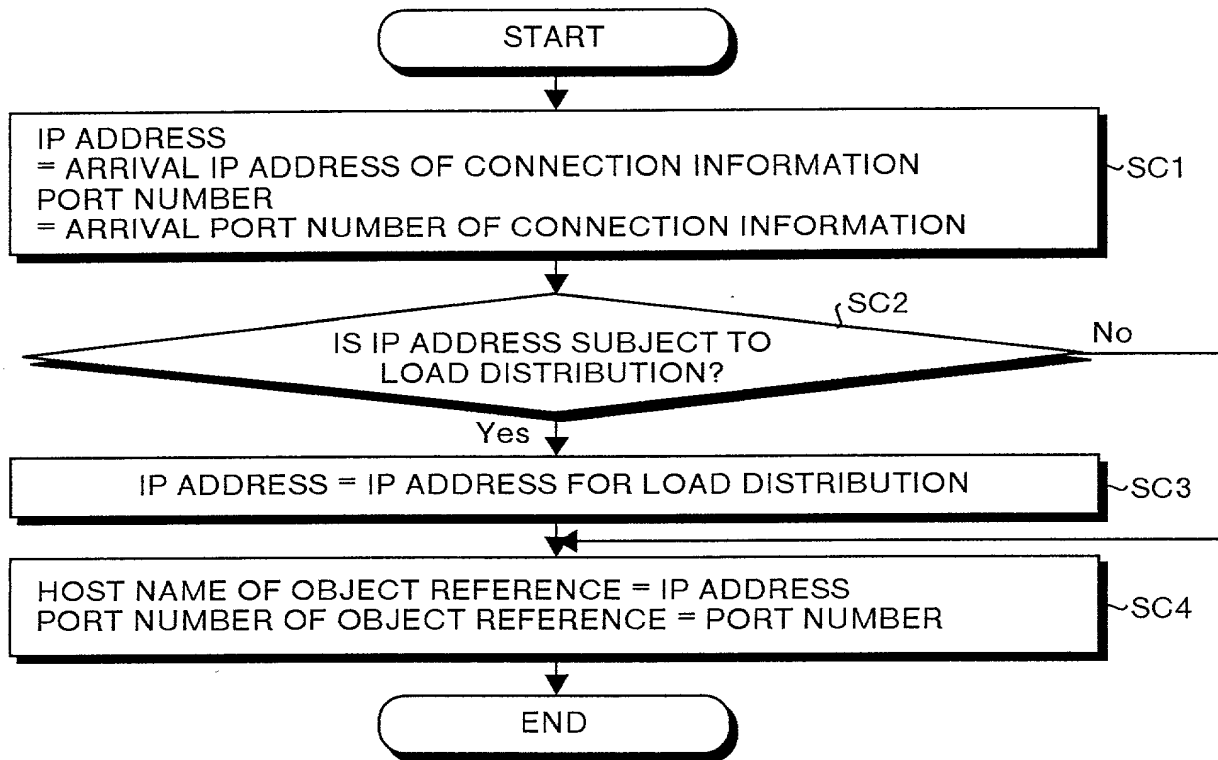 START
IP ADDRESS
= ARRIVAL IP ADDRESS OF CONNECTION INFORMATION
PORT NUMBER
= ARRIVAL PORT NUMBER OF CONNECTION INFORMATION
SC1
SC2
IS IP ADDRESS SUBJECT TO
LOAD DISTRIBUTION?
No
Yes
IP ADDRESS = IP ADDRESS FOR LOAD DISTRIBUTION
SC3
HOST NAME OF OBJECT REFERENCE = IP ADDRESS
PORT NUMBER OF OBJECT REFERENCE = PORT NUMBER
SC4
END